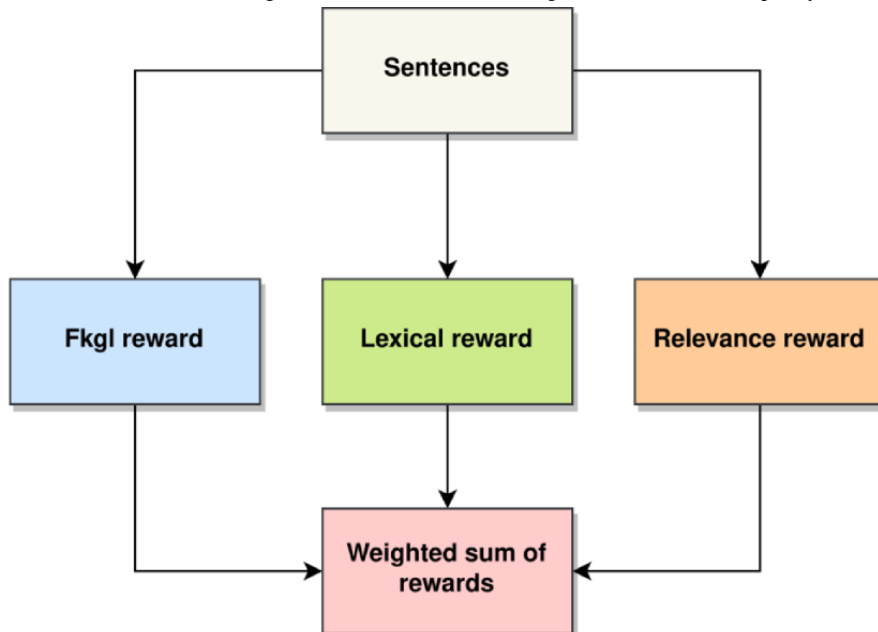 Sentences
Fkgl reward
Lexical reward
Relevance reward
Weighted sum of
rewards